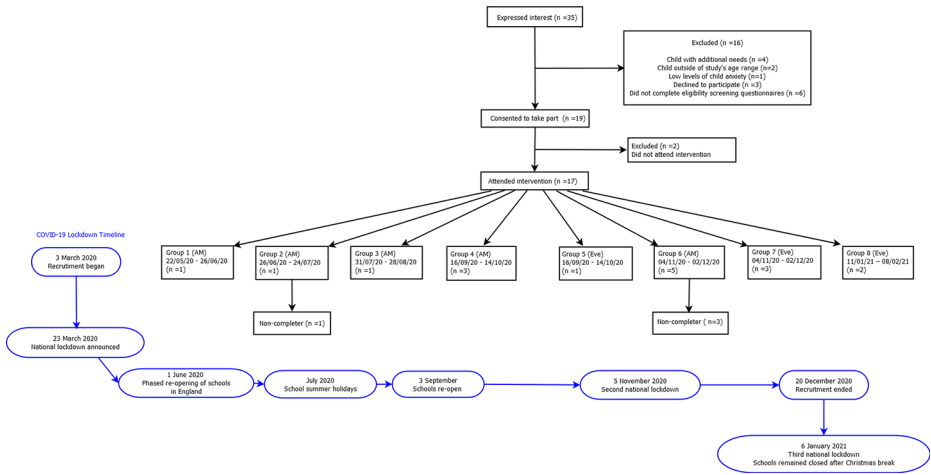 Expressed interest (n =35)
Excluded (n =16)
Child with additional needs (n =4)
Child outside of study's age range (n=2)
Low levels of child anxiety (n=1)
Declined to participate (n =3)
Did not complete eligibility screening questionnaires (n =6)
Consented to take part (n =19)
Excluded (n =2)
Did not attend intervention
Attended intervention (n =17)
Group 1 (AM)
22/05/20 - 26/06/20
(n =1)
Group 2 (AM)
26/06/20 - 24/07/20
(n =1)
Group 3 (AM)
31/07/20 - 28/08/20
(n =1)
Group 4 (AM)
16/09/20 - 14/10/20
(n =3)
Group 5 (Eve)
16/09/20 - 14/10/20
(n =1)
Group 6 (AM)
04/11/20 - 02/12/20
(n =5)
Group 7 (Eve)
04/11/20 - 02/12/20
(n =3)
Group 8 (Eve)
11/01/21 – 08/02/21
(n =2)
Non-completer (n =1)
Non-completer ( n=3)
COVID-19 Lockdown Timeline
3 March 2020
Recruitment began
23 March 2020
National lockdown announced
1 June 2020
Phased re-opening of schools
in England
July 2020
School summer holidays
3 September
Schools re-open
5 November 2020
Second national lockdown
20 December 2020
Recruitment ended
6 January 2021
Third national lockdown
Schools remained closed after Christmas break